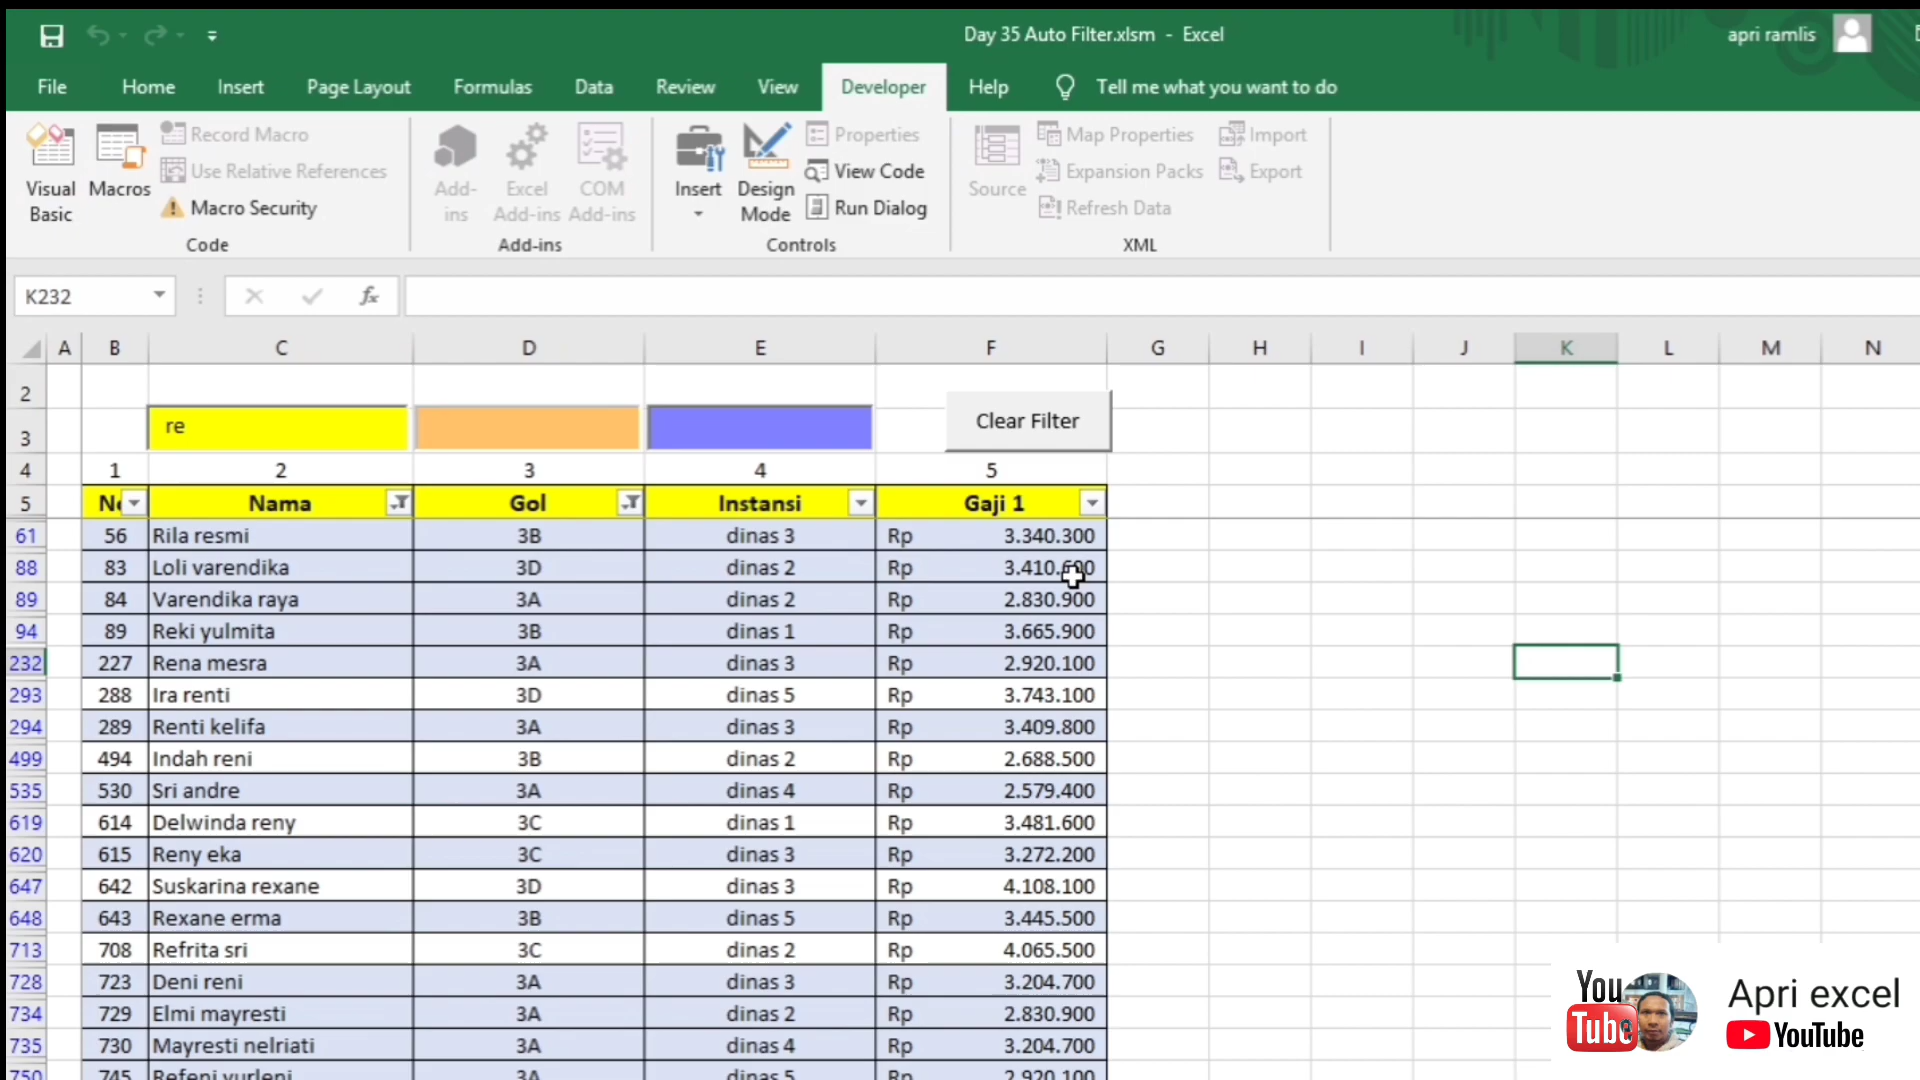 Day 35 Auto Filter.xlsm - Excel
apri ramlis
File Home Insert Page Layout Formulas Data Review View Developer Help Tell me what you want to do
Visual Basic
Macros
Record Macro
Use Relative References
Macro Security
Code
Add-ins
Excel Add-ins
COM Add-ins
Add-ins
Insert
Design Mode
Properties
View Code
Run Dialog
Controls
Source
Map Properties
Expansion Packs
Refresh Data
Import
Export
XML
K232
fx
A B C D E F G H I J K L M N
2
3 re Clear Filter
4 1 2 3 4 5
5 Nama Gol Instansi Gaji 1
61 56 Rila resmi 3B dinas 3 Rp 3.340.300
88 83 Loli varendika 3D dinas 2 Rp
89 84 Varendika raya 3A dinas 2 Rp 2.830.900
94 89 Reki yulmita 3B dinas 1 Rp 3.665.900
232 227 Rena mesra 3A dinas 3 Rp 2.920.100
293 288 Ira renti 3D dinas 5 Rp 3.743.100
294 289 Renti kelifa 3A dinas 3 Rp 3.409.800
499 494 Indah reni 3B dinas 2 Rp 2.688.500
535 530 Sri andre 3A dinas 4 Rp 2.579.400
619 614 Delwinda reny 3C dinas 1 Rp 3.481.600
620 615 Reny eka 3C dinas 3 Rp 3.272.200
647 642 Suskarina rexane 3D dinas 3 Rp 4.108.100
648 643 Rexane erma 3B dinas 5 Rp 3.445.500
713 708 Refrita sri 3C dinas 2 Rp 4.065.500
728 723 Deni reni 3A dinas 3 Rp 3.204.700
734 729 Elmi mayresti 3A dinas 2 Rp 2.830.900
735 730 Mayresti nelriati 3A dinas 4 Rp 3.204.700
750 745 Refeni yurleni 3A dinas 5 Rp 2.920.100
You Tube
Apri excel
YouTube